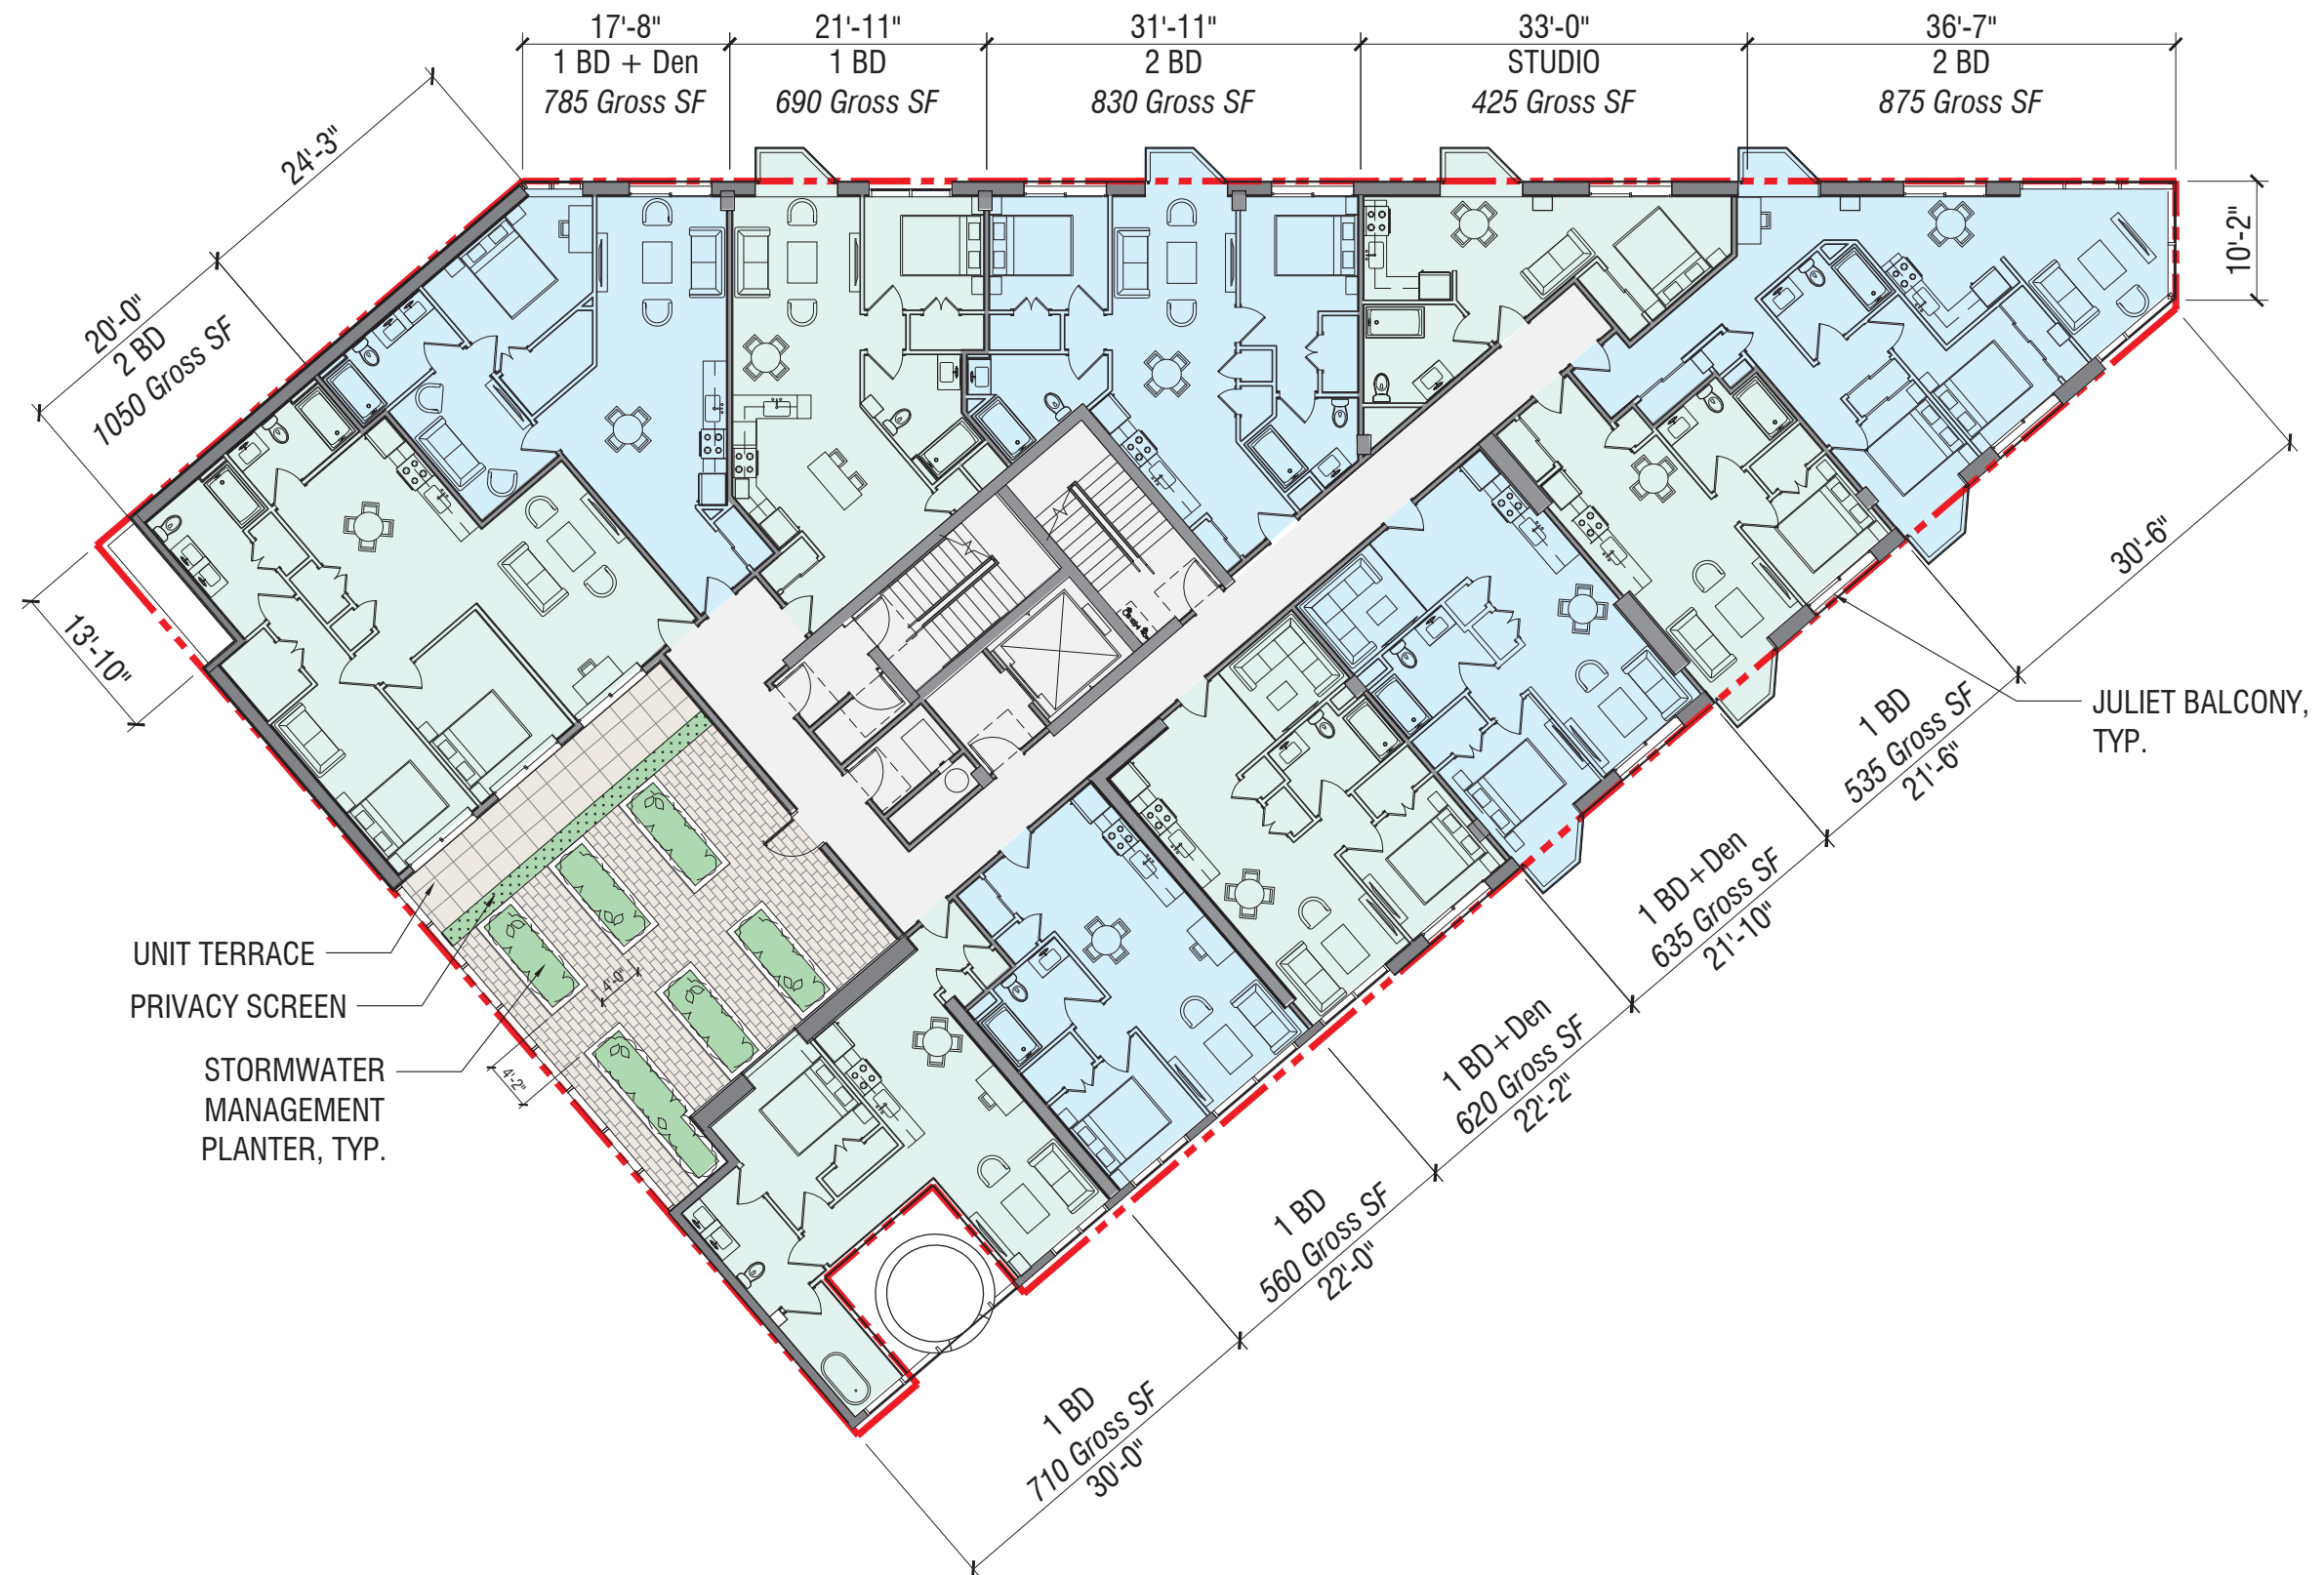 17'-8"
1 BD + Den
785 Gross SF
21'-11"
1 BD
690 Gross SF
31'-11"
2 BD
830 Gross SF
33'-0"
STUDIO
425 Gross SF
36'-7"
2 BD
875 Gross SF
24'-3"
20'-0"
2 BD
1050 Gross SF
13'-10"
10'-2"
30'-6"
JULIET BALCONY,
TYP.
1 BD
535 Gross SF
21'-6"
1 BD+Den
635 Gross SF
21'-10"
1 BD+Den
620 Gross SF
22'-2"
1 BD
560 Gross SF
22'-0"
1 BD
710 Gross SF
30'-0"
UNIT TERRACE
PRIVACY SCREEN
STORMWATER
MANAGEMENT
PLANTER, TYP.
4'-0"
4'-2"